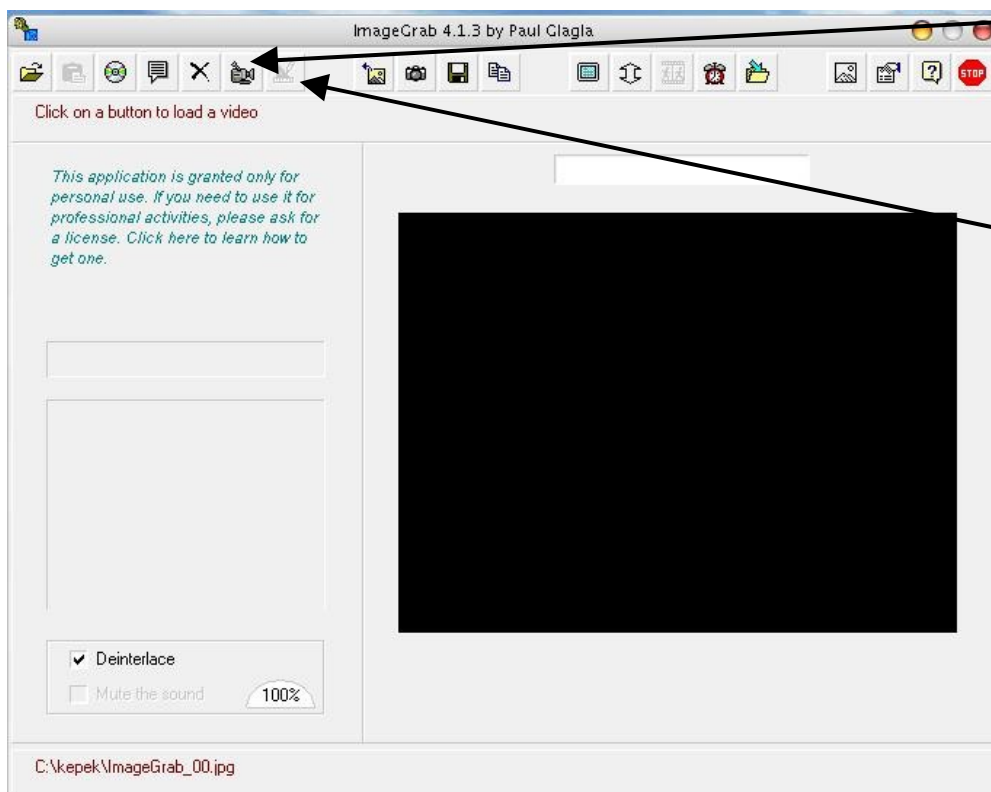 ImageGrab 4.1.3 by Paul Glagla
STOP
Click on a button to load a video
This application is granted only for
personal use. If you need to use it for
professional activities, please ask for
a license. Click here to learn how to
get one.
Deinterlace
Mute the sound
100%
C:\kepek\ImageGrab_00.jpg